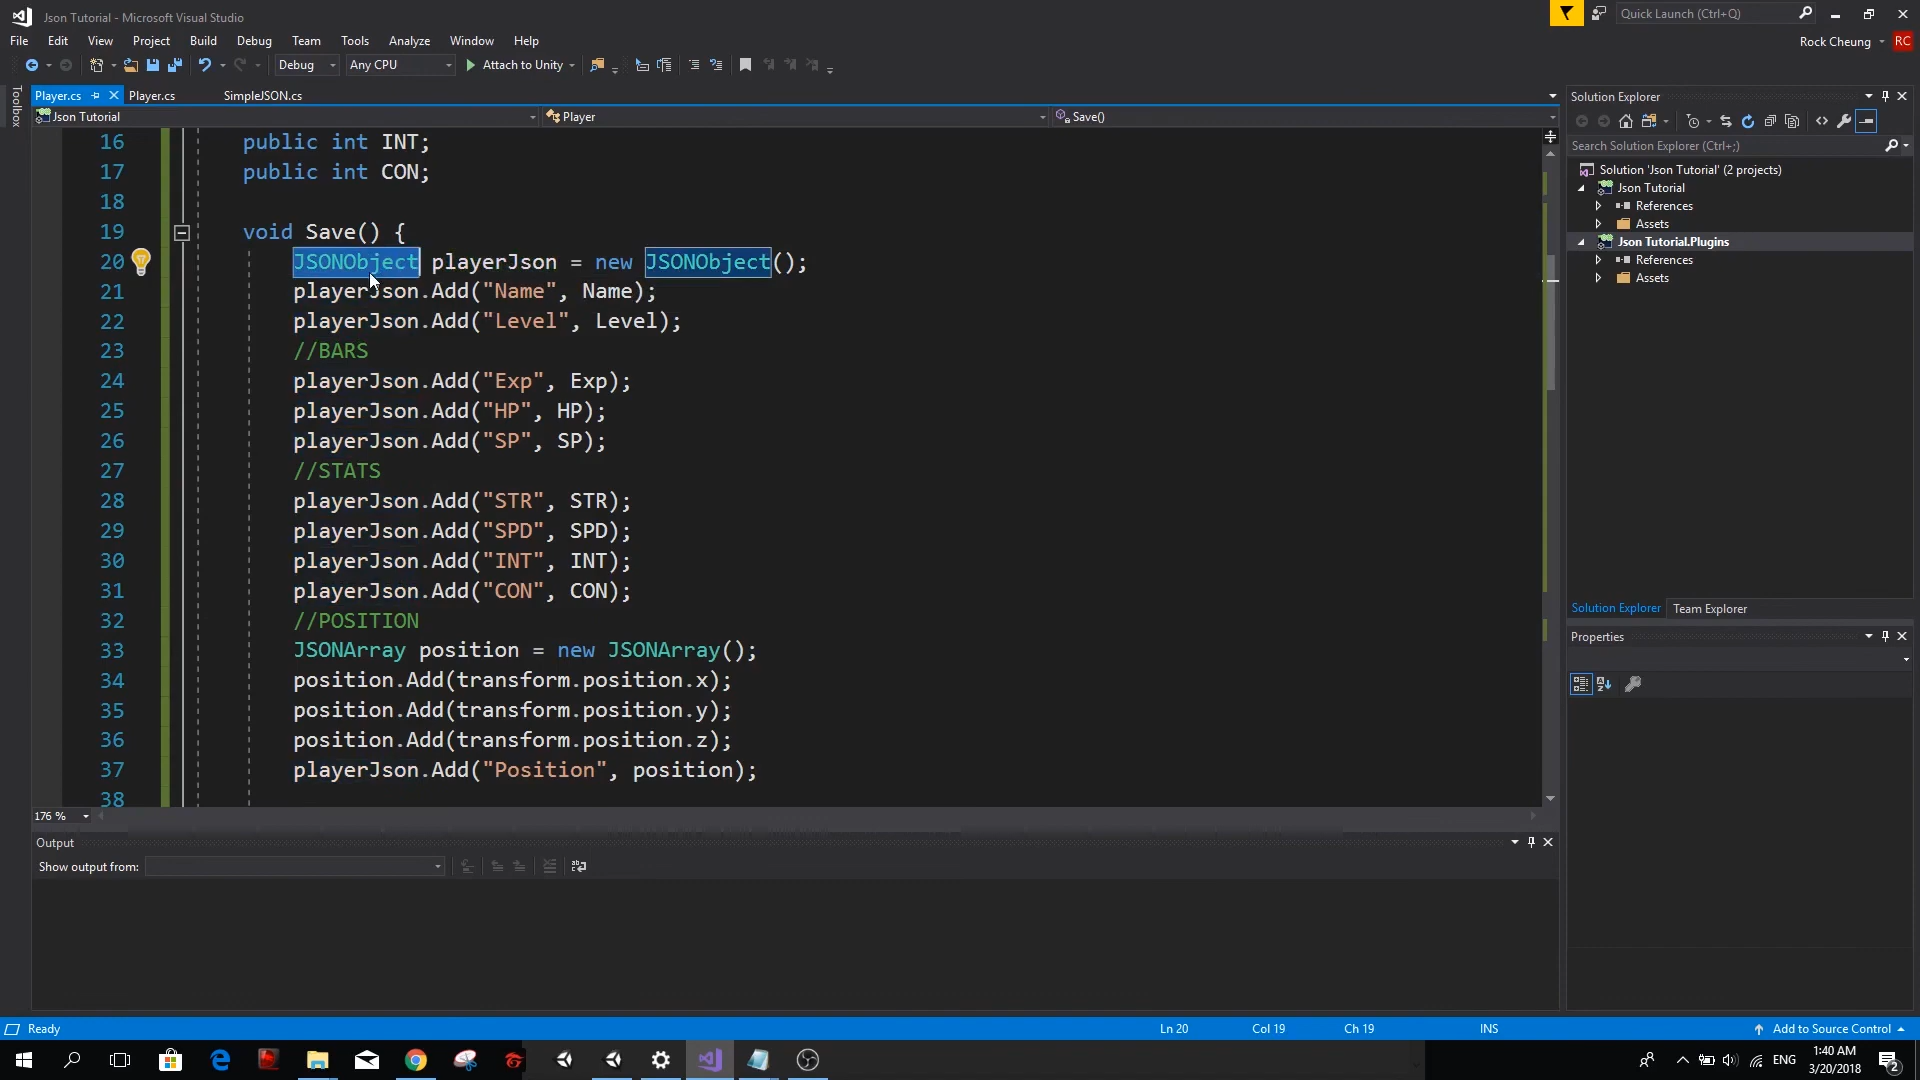 Json Tutorial - Microsoft Visual Studio
Quick Launch (Ctrl+Q)
File Edit View Project Build Debug Team Tools Analyze Window Help
Rock Cheung RC
Debug Any CPU Attach to Unity
Toolbox
Player.cs Player.cs SimpleJSON.cs
Json Tutorial Player Save()
16 public int INT;
17 public int CON;
18
19 void Save() {
20 JSONObject playerJson = new JSONObject();
21 playerJson.Add("Name", Name);
22 playerJson.Add("Level", Level);
23 //BARS
24 playerJson.Add("Exp", Exp);
25 playerJson.Add("HP", HP);
26 playerJson.Add("SP", SP);
27 //STATS
28 playerJson.Add("STR", STR);
29 playerJson.Add("SPD", SPD);
30 playerJson.Add("INT", INT);
31 playerJson.Add("CON", CON);
32 //POSITION
33 JSONArray position = new JSONArray();
34 position.Add(transform.position.x);
35 position.Add(transform.position.y);
36 position.Add(transform.position.z);
37 playerJson.Add("Position", position);
38
176 %
Output
Show output from:
Solution Explorer
Search Solution Explorer (Ctrl+;)
Solution 'Json Tutorial' (2 projects)
Json Tutorial
References
Assets
Json Tutorial.Plugins
References
Assets
Solution Explorer Team Explorer
Properties
Ready Ln 20 Col 19 Ch 19 INS Add to Source Control
ENG 1:40 AM
3/20/2018
2